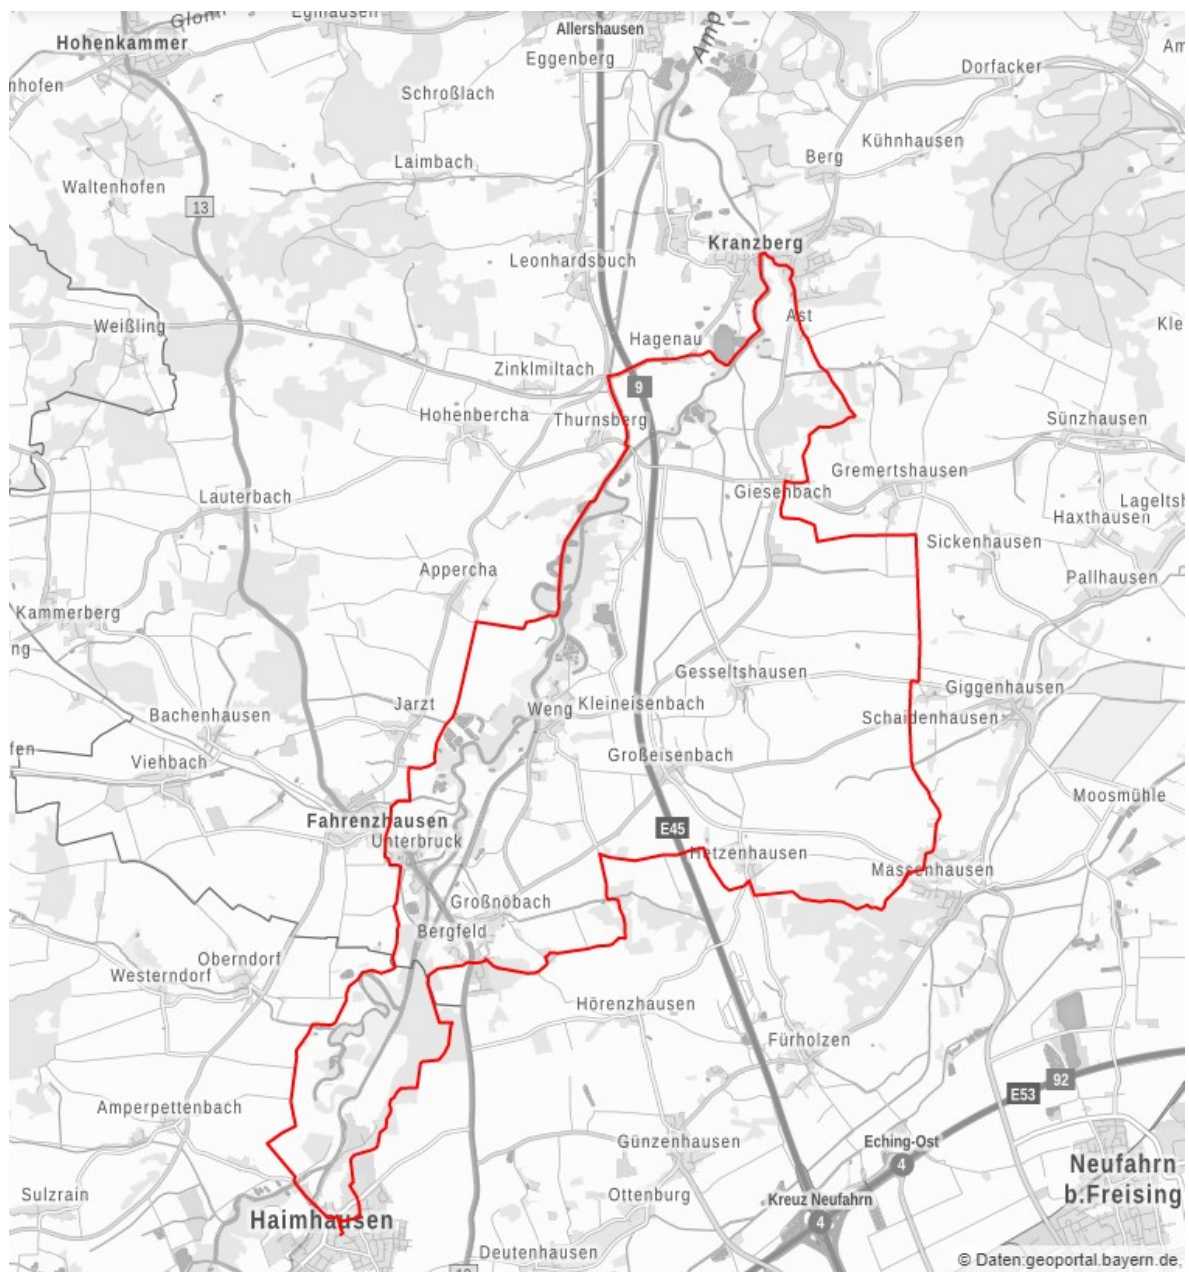 Glonn
Eglhausen
Allershausen
Amp
Hohenkammer
Eggenberg
Am
nhofen
Schroßlach
Dorfacker
Kühnhausen
Laimbach
Berg
Waltenhofen
13
Kranzberg
Leonhardsbuch
Weißling
Hagenau
Ast
Kle
Zinklmiltach
9
Hohenbercha
Thurnsberg
Sünzhausen
Gremertshausen
Lauterbach
Giesenbach
Haxthausen
Sickenhausen
Appercha
Pallhausen
Kammerberg
ng
Gesseltshausen
Giggenhausen
Jarzt
Weng
Kleineisenbach
Bachenhausen
Schaidenhausen
fen
Viehbach
Großeisenbach
Moosmühle
Fahrenzhausen
E45
Unterbruck
Hetzenhausen
Massenhausen
Großnöbach
Bergfeld
Oberndorf
Westerndorf
Hörenzhausen
Fürholzen
92
E53
Amperpettenbach
Günzenhausen
Eching-Ost
4
Neufahrn
b.Freising
Sulzrain
Ottenburg
Kreuz Neufahrn
4
Haimhausen
Deutenhausen
13
© Daten:geoportal.bayern.de